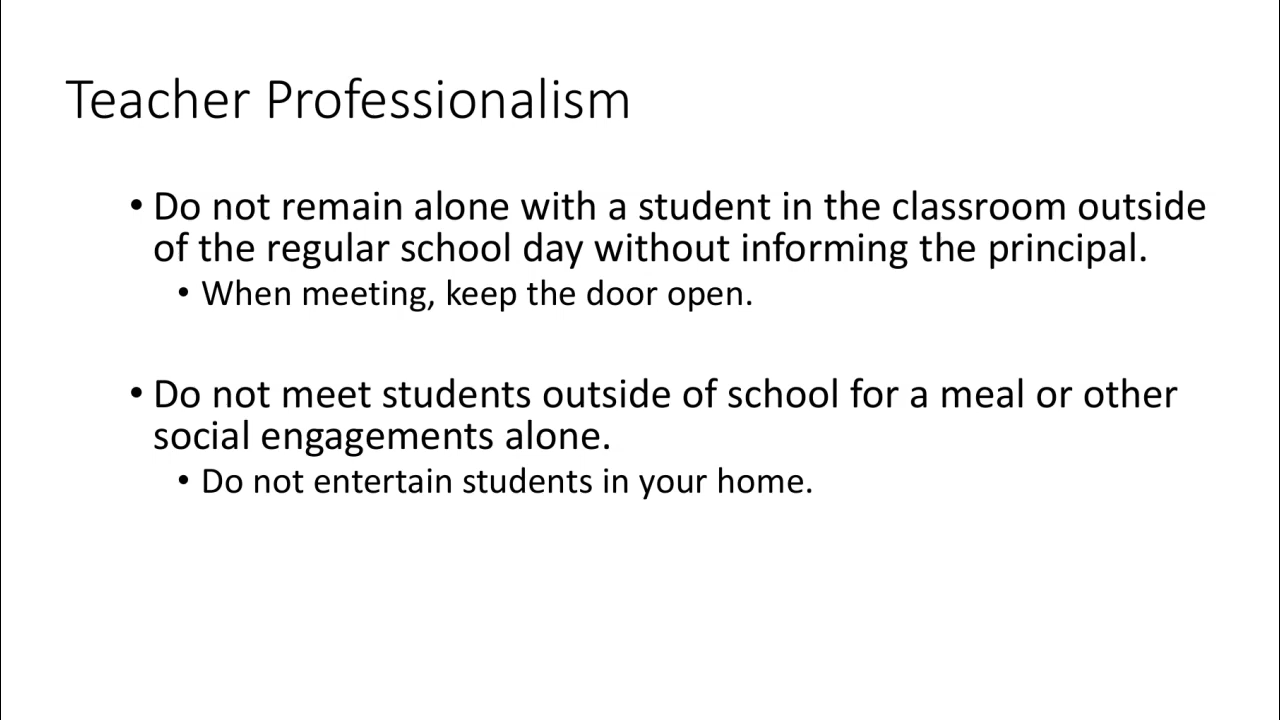 Teacher Professionalism
• Do not remain alone with a student in the classroom outside
of the regular school day without informing the principal.
• When meeting, keep the door open.
• Do not meet students outside of school for a meal or other
social engagements alone.
• Do not entertain students in your home.